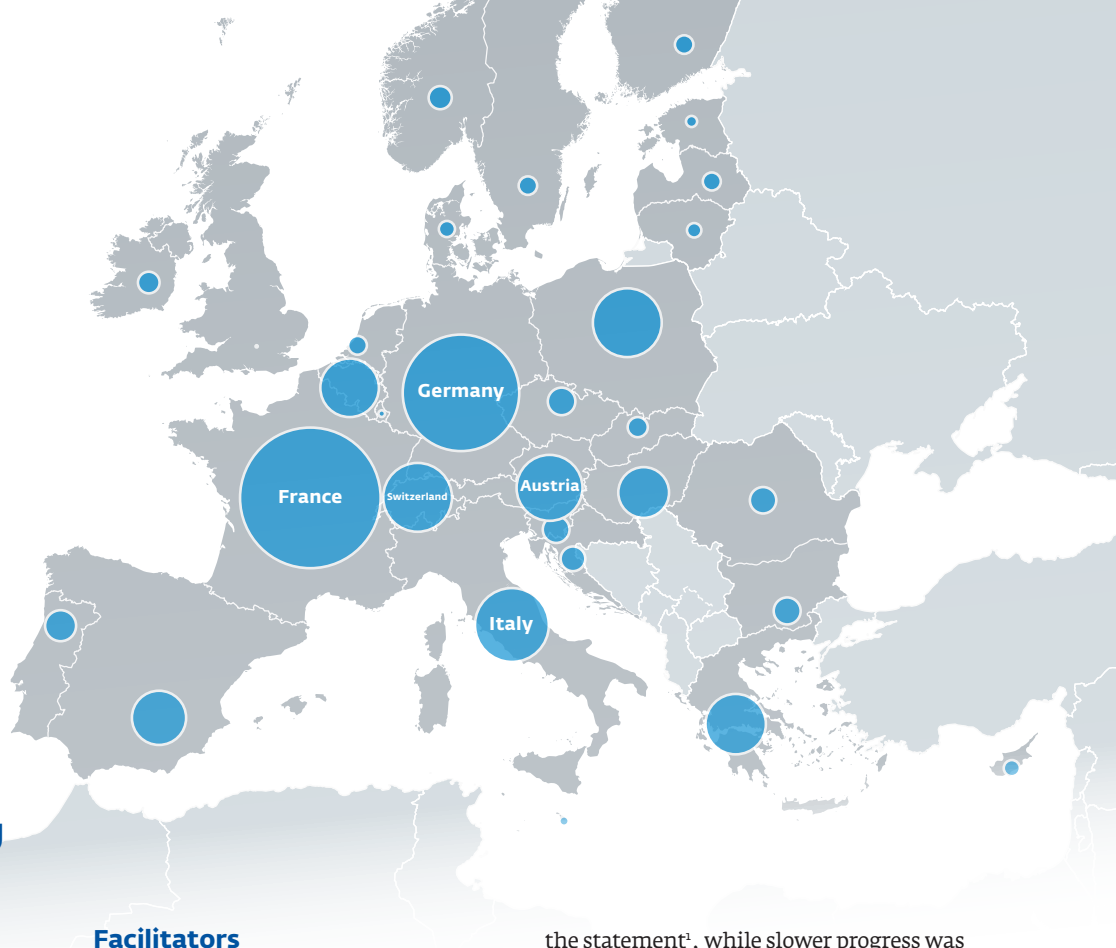 Germany
France
Switzerland
Austria
Italy
Facilitators
the statement¹, while slower progress was